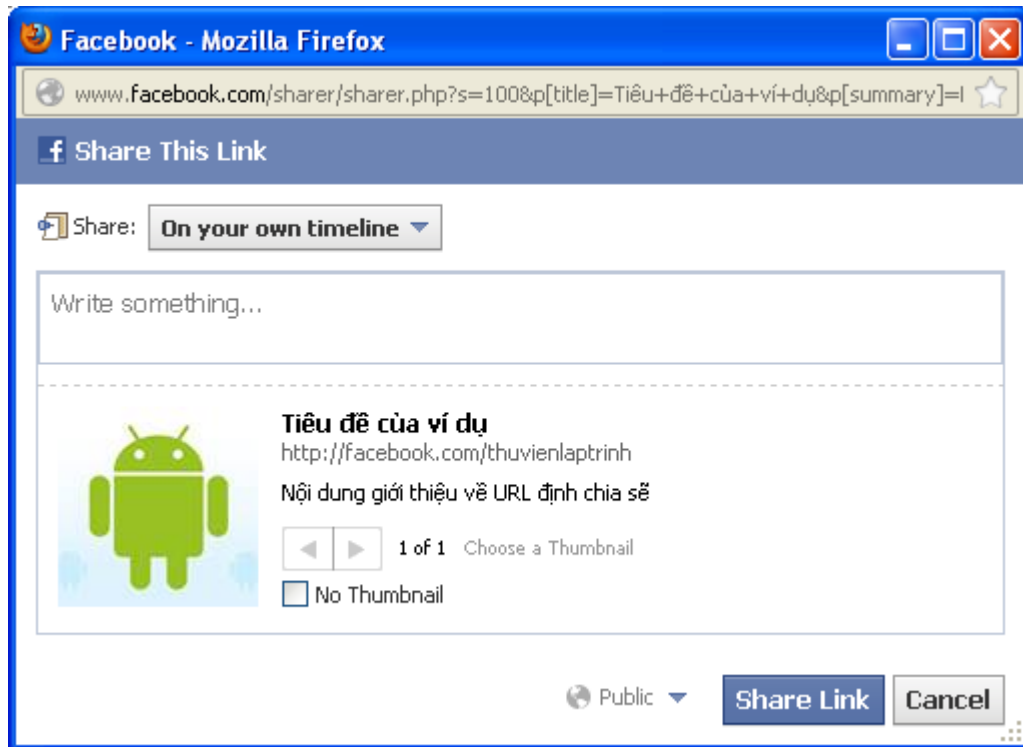 Facebook - Mozilla Firefox
www.facebook.com/sharer/sharer.php?s=100&p[title]=Tiêu+đề+của+ví+dụ&p[summary]=
f Share This Link
Share: On your own timeline
Write something...
Tiêu đề của ví dụ
http://facebook.com/thuvienlaptrinh
Nội dung giới thiệu về URL định chia sẽ
1 of 1 Choose a Thumbnail
No Thumbnail
Public Share Link Cancel